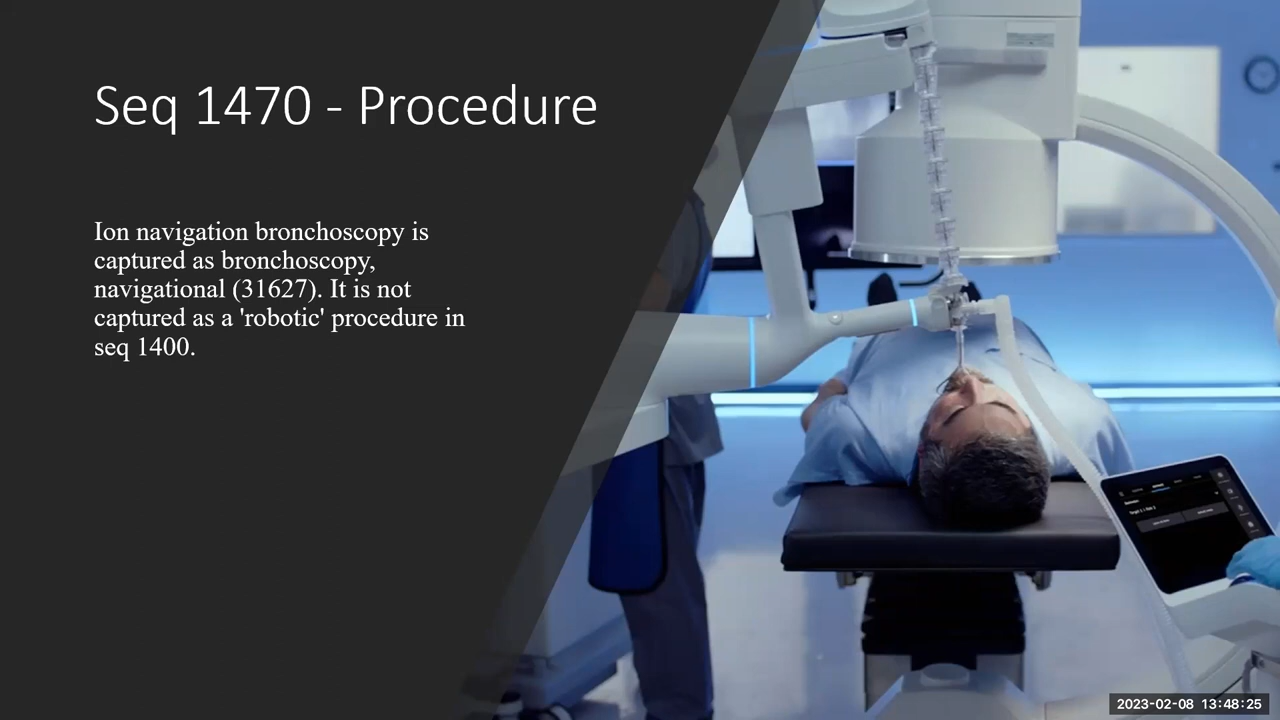 Seq 1470 - Procedure
Ion navigation bronchoscopy is
captured as bronchoscopy,
navigational (31627). It is not
captured as a 'robotic' procedure in
seq 1400.
2023-02-08 13:48:25